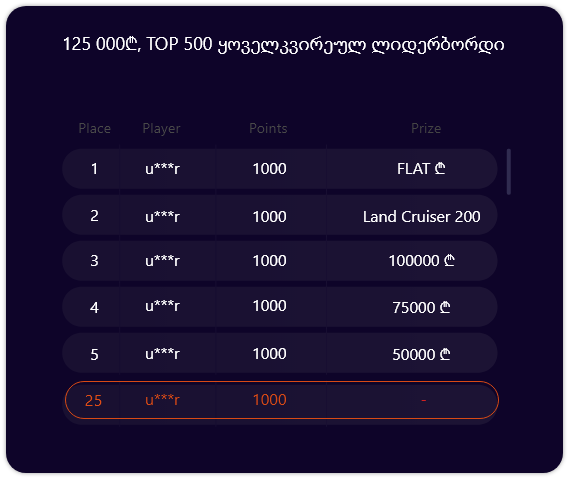 125 000₾, TOP 500 ყოველკვირეულ ლიდერბორდი
Place Player Points Prize
1 u***r 1000 FLAT ₾
2 u***r 1000 Land Cruiser 200
3 u***r 1000 100000 ₾
4 u***r 1000 75000 ₾
5 u***r 1000 50000 ₾
25 u***r 1000 -